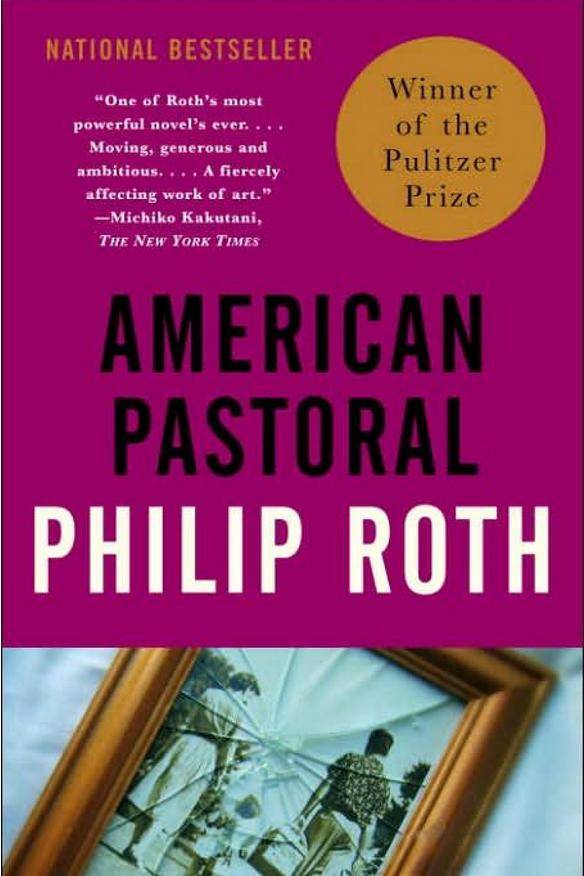 NATIONAL BESTSELLER
“One of Roth’s most
powerful novel’s ever. . . .
Moving, generous and
ambitious. . . . A fiercely
affecting work of art.”
—Michiko Kakutani,
THE NEW YORK TIMES
Winner
of the
Pulitzer
Prize
AMERICAN
PASTORAL
PHILIP ROTH